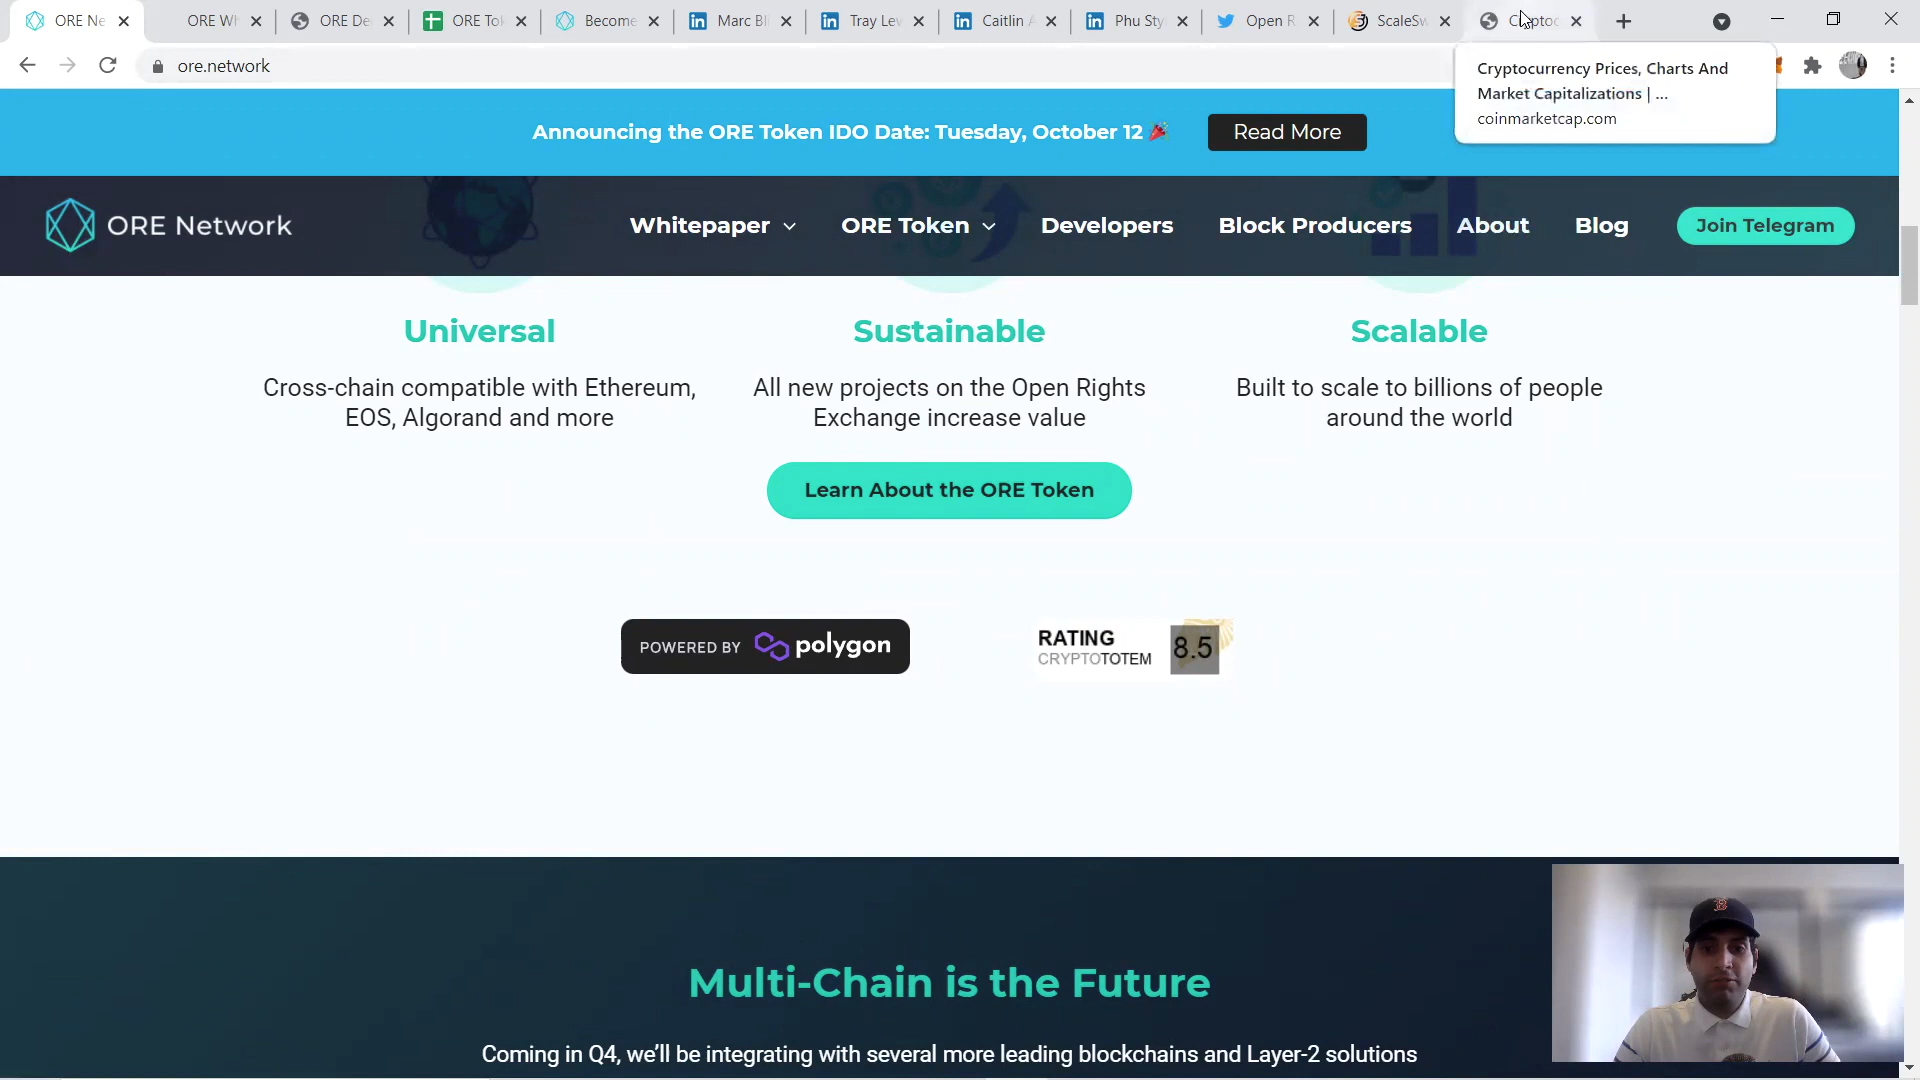 ORE Ne
ORE Wh
ORE De
ORE Tok
Become
Marc Bl
Tray Lew
Caitlin A
Phu Sty
Open R
ScaleSw
Cryptoc
ore.network
Cryptocurrency Prices, Charts And
Market Capitalizations | ...
coinmarketcap.com
Announcing the ORE Token IDO Date: Tuesday, October 12 🎉
Read More
ORE Network
Whitepaper
ORE Token
Developers
Block Producers
About
Blog
Join Telegram
Universal
Cross-chain compatible with Ethereum,
EOS, Algorand and more
Sustainable
All new projects on the Open Rights
Exchange increase value
Scalable
Built to scale to billions of people
around the world
Learn About the ORE Token
POWERED BY polygon
RATING
CRYPTOTOTEM
8.5
Multi-Chain is the Future
Coming in Q4, we’ll be integrating with several more leading blockchains and Layer-2 solutions
B